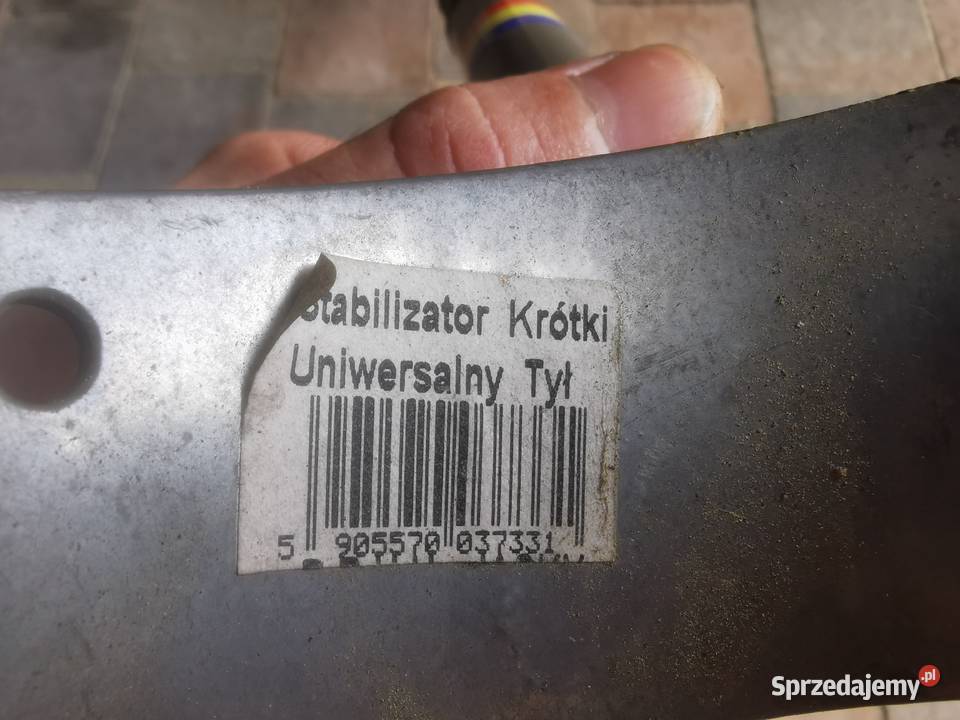 Stabilizator Krótki
Uniwersalny Tył
5 905570 037331
Sprzedajemy.pl